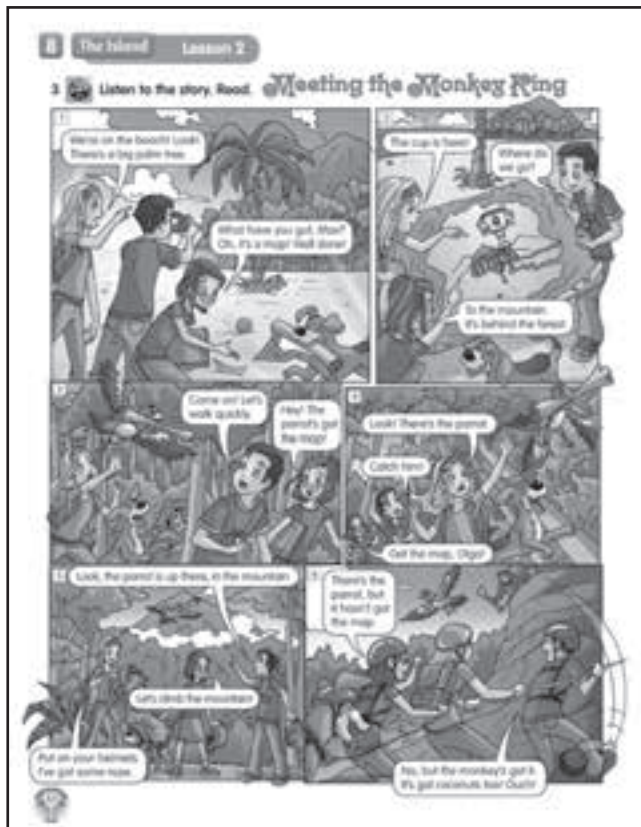 8 The Island Lesson 2
3 Listen to the story. Read. Meeting the Monkey King
1
We're on the beach! Look!
There's a big palm tree.
What have you got, Max?
Oh, it's a map! Well done!
The cup is here!
Where do
we go?
To the mountain.
It's behind the forest.
3
Come on! Let's
walk quickly.
Hey! The
parrot's got
the map!
4
Look! There's the parrot.
Catch him!
Get the map, Olga!
5
Look, the parrot is up there, in the mountain.
Let's climb the mountain!
Put on your helmets.
I've got some rope.
There's the
parrot, but
it hasn't got
the map.
No, but the monkey's got it.
It's got coconuts too! Ouch!